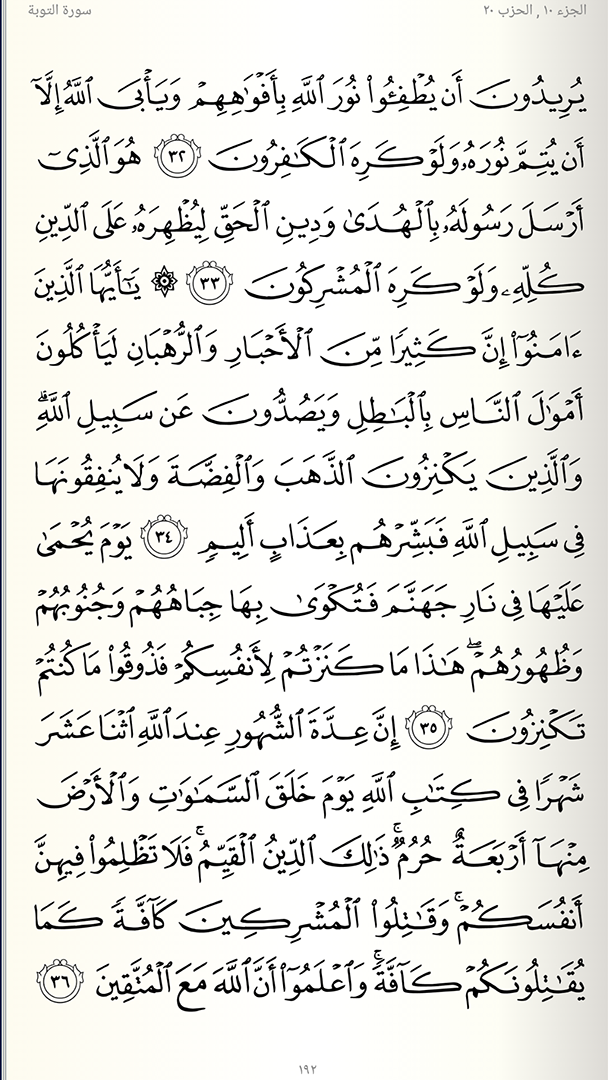 الجزء ١٠ , الحزب ٢٠ سورة التوبة
يُرِيدُونَ أَن يُطْفِـُٔوا۟ نُورَ ٱللَّهِ بِأَفْوَٰهِهِمْ وَيَأْبَى ٱللَّهُ إِلَّآ
أَن يُتِمَّ نُورَهُۥ وَلَوْ كَرِهَ ٱلْكَـٰفِرُونَ ٣٢ هُوَ ٱلَّذِىٓ
أَرْسَلَ رَسُولَهُۥ بِٱلْهُدَىٰ وَدِينِ ٱلْحَقِّ لِيُظْهِرَهُۥ عَلَى ٱلدِّينِ
كُلِّهِۦ وَلَوْ كَرِهَ ٱلْمُشْرِكُونَ ٣٣ ۞ يَـٰٓأَيُّهَا ٱلَّذِينَ
ءَامَنُوٓا۟ إِنَّ كَثِيرًا مِّنَ ٱلْأَحْبَارِ وَٱلرُّهْبَانِ لَيَأْكُلُونَ
أَمْوَٰلَ ٱلنَّاسِ بِٱلْبَـٰطِلِ وَيَصُدُّونَ عَن سَبِيلِ ٱللَّهِ ۗ
وَٱلَّذِينَ يَكْنِزُونَ ٱلذَّهَبَ وَٱلْفِضَّةَ وَلَا يُنفِقُونَهَا
فِى سَبِيلِ ٱللَّهِ فَبَشِّرْهُم بِعَذَابٍ أَلِيمٍ ٣٤ يَوْمَ يُحْمَىٰ
عَلَيْهَا فِى نَارِ جَهَنَّمَ فَتُكْوَىٰ بِهَا جِبَاهُهُمْ وَجُنُوبُهُمْ
وَظُهُورُهُمْ ۖ هَـٰذَا مَا كَنَزْتُمْ لِأَنفُسِكُمْ فَذُوقُوا۟ مَا كُنتُمْ
تَكْنِزُونَ ٣٥ إِنَّ عِدَّةَ ٱلشُّهُورِ عِندَ ٱللَّهِ ٱثْنَا عَشَرَ
شَهْرًا فِى كِتَـٰبِ ٱللَّهِ يَوْمَ خَلَقَ ٱلسَّمَـٰوَٰتِ وَٱلْأَرْضَ
مِنْهَآ أَرْبَعَةٌ حُرُمٌ ۚ ذَٰلِكَ ٱلدِّينُ ٱلْقَيِّمُ ۚ فَلَا تَظْلِمُوا۟ فِيهِنَّ
أَنفُسَكُمْ ۚ وَقَـٰتِلُوا۟ ٱلْمُشْرِكِينَ كَآفَّةً كَمَا
يُقَـٰتِلُونَكُمْ كَآفَّةً ۚ وَٱعْلَمُوٓا۟ أَنَّ ٱللَّهَ مَعَ ٱلْمُتَّقِينَ ٣٦
١٩٢